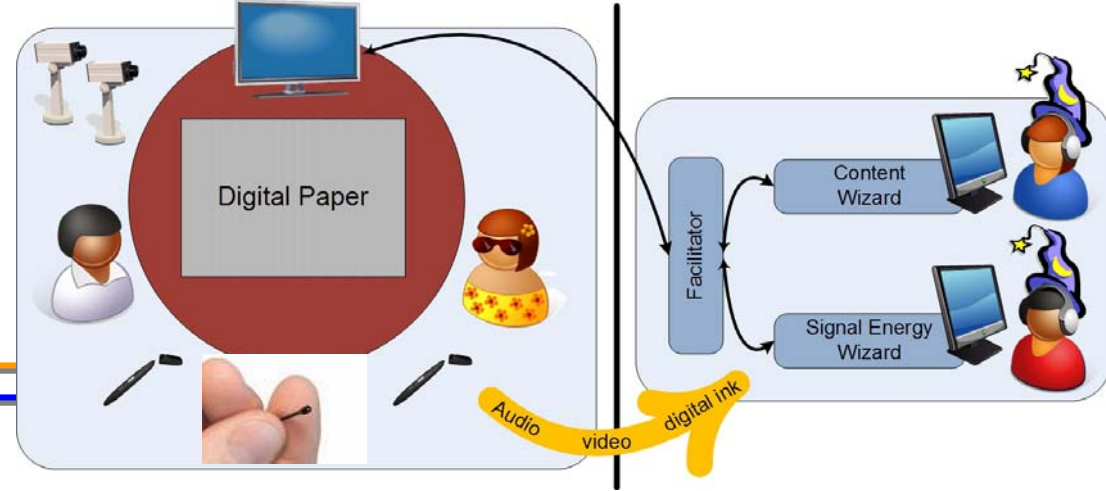 Digital Paper
Facilitator
Content
Wizard
Signal Energy
Wizard
Audio
video
digital ink